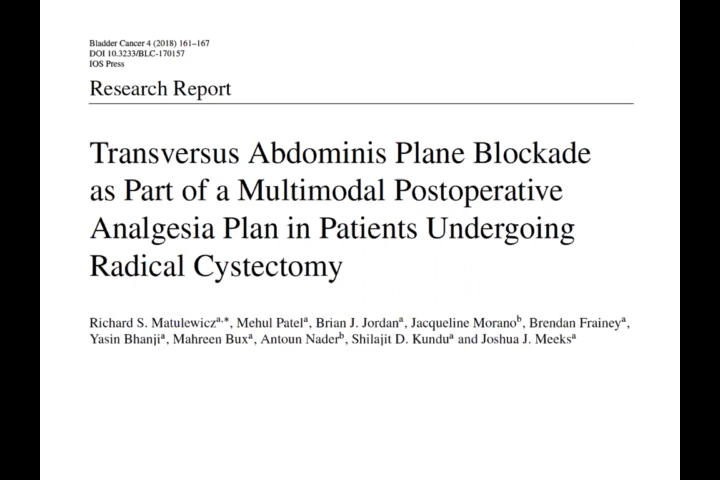 Bladder Cancer 4 (2018) 161–167
DOI 10.3233/BLC-170157
IOS Press
Research Report
Transversus Abdominis Plane Blockade
as Part of a Multimodal Postoperative
Analgesia Plan in Patients Undergoing
Radical Cystectomy
Richard S. Matulewiczᵃ,*, Mehul Patelᵃ, Brian J. Jordanᵃ, Jacqueline Moranoᵇ, Brendan Fraineyᵃ,
Yasin Bhanjiᵃ, Mahreen Buxᵃ, Antoun Naderᵇ, Shilajit D. Kunduᵃ and Joshua J. Meeksᵃ